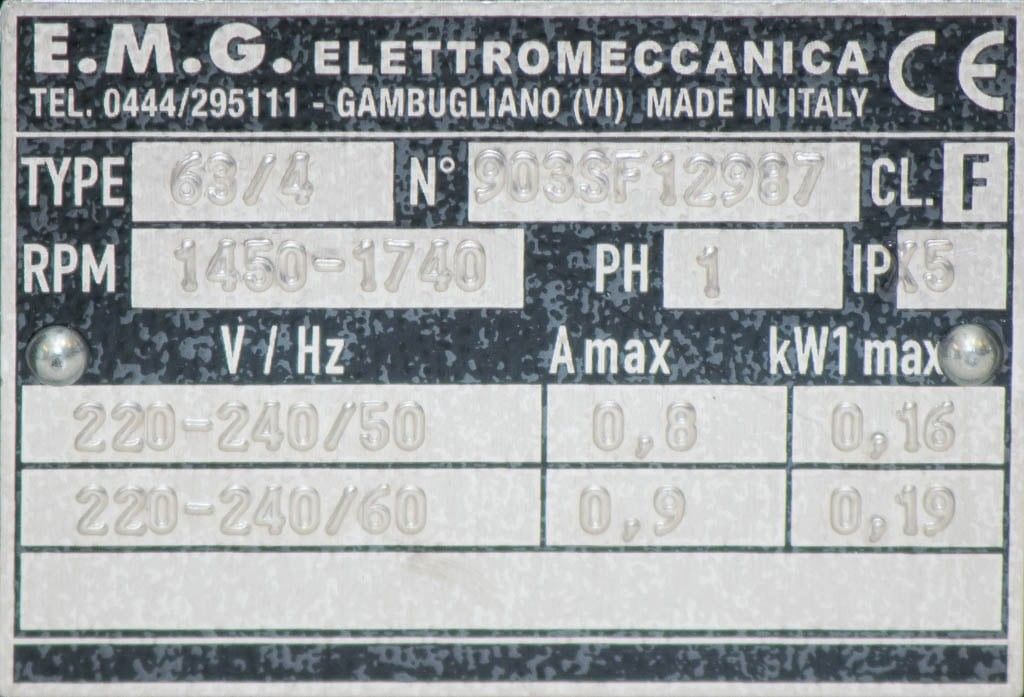 E.M.G. ELETTROMECCANICA CE
TEL. 0444/295111 - GAMBUGLIANO (VI) MADE IN ITALY
TYPE 63/4 N° 903SF12987 CL. F
RPM 1450-1740 PH 1 IPX5
V / Hz A max kW1 max
220-240/50 0,8 0,16
220-240/60 0,9 0,19